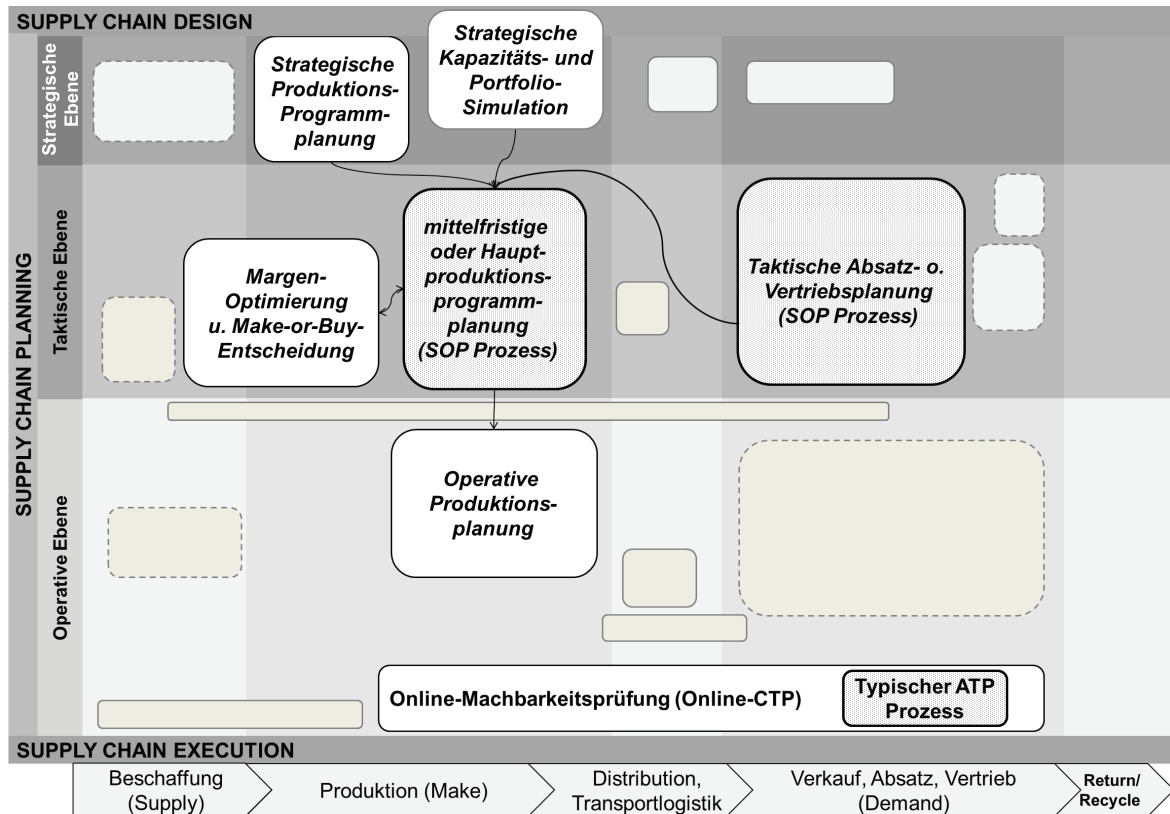 SUPPLY CHAIN DESIGN
SUPPLY CHAIN PLANNING
Strategische
Ebene
Strategische
Produktions-
Programm-
planung
Strategische
Kapazitäts- und
Portfolio-
Simulation
Taktische Ebene
Margen-
Optimierung
u. Make-or-Buy-
Entscheidung
mittelfristige
oder Haupt-
produktions-
programm-
planung
(SOP Prozess)
Taktische Absatz- o.
Vertriebsplanung
(SOP Prozess)
Operative Ebene
Operative
Produktions-
planung
Online-Machbarkeitsprüfung (Online-CTP)
Typischer ATP
Prozess
SUPPLY CHAIN EXECUTION
Beschaffung
(Supply)
Produktion (Make)
Distribution,
Transportlogistik
Verkauf, Absatz, Vertrieb
(Demand)
Return/
Recycle